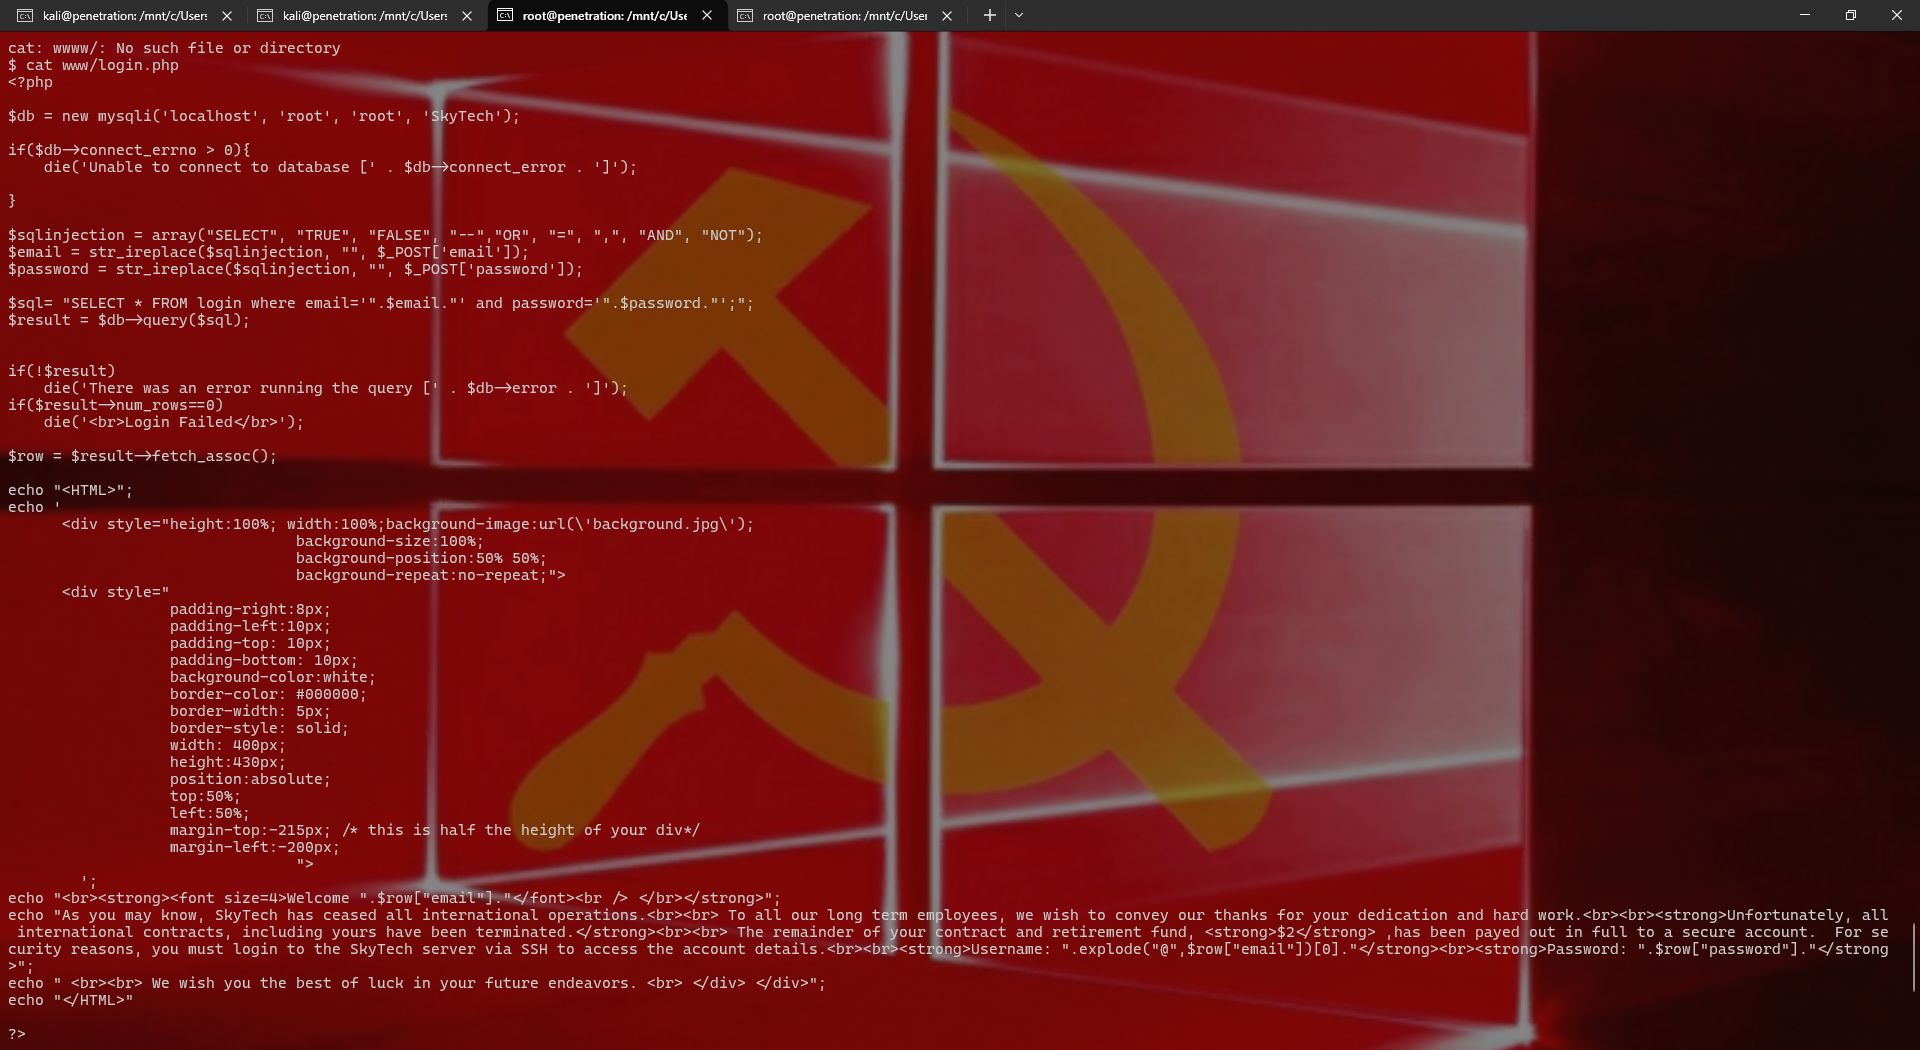 kali@penetration: /mnt/c/Users
kali@penetration: /mnt/c/Users
root@penetration: /mnt/c/Use
root@penetration: /mnt/c/User
cat: wwww/: No such file or directory
$ cat www/login.php
<?php

$db = new mysqli('localhost', 'root', 'root', 'SkyTech');

if($db->connect_errno > 0){
    die('Unable to connect to database [' . $db->connect_error . ']');

}

$sqlinjection = array("SELECT", "TRUE", "FALSE", "--","OR", "=", ",", "AND", "NOT");
$email = str_ireplace($sqlinjection, "", $_POST['email']);
$password = str_ireplace($sqlinjection, "", $_POST['password']);

$sql= "SELECT * FROM login where email='".$email."' and password='".$password."';";
$result = $db->query($sql);


if(!$result)
    die('There was an error running the query [' . $db->error . ']');
if($result->num_rows==0)
    die('<br>Login Failed</br>');

$row = $result->fetch_assoc();

echo "<HTML>";
echo '
      <div style="height:100%; width:100%;background-image:url(\'background.jpg\');
                                background-size:100%;
                                background-position:50% 50%;
                                background-repeat:no-repeat;">
      <div style="
                  padding-right:8px;
                  padding-left:10px;
                  padding-top: 10px;
                  padding-bottom: 10px;
                  background-color:white;
                  border-color: #000000;
                  border-width: 5px;
                  border-style: solid;
                  width: 400px;
                  height:430px;
                  position:absolute;
                  top:50%;
                  left:50%;
                  margin-top:-215px; /* this is half the height of your div*/
                  margin-left:-200px;
                                ">
        ';
echo "<br><strong><font size=4>Welcome ".$row["email"]."</font><br /> </br></strong>";
echo "As you may know, SkyTech has ceased all international operations.<br><br> To all our long term employees, we wish to convey our thanks for your dedication and hard work.<br><br><strong>Unfortunately, all
 international contracts, including yours have been terminated.</strong><br><br> The remainder of your contract and retirement fund, <strong>$2</strong> ,has been payed out in full to a secure account.  For se
curity reasons, you must login to the SkyTech server via SSH to access the account details.<br><br><strong>Username: ".explode("@",$row["email"])[0]."</strong><br><strong>Password: ".$row["password"]."</strong
>";
echo " <br><br> We wish you the best of luck in your future endeavors. <br> </div> </div>";
echo "</HTML>"

?>